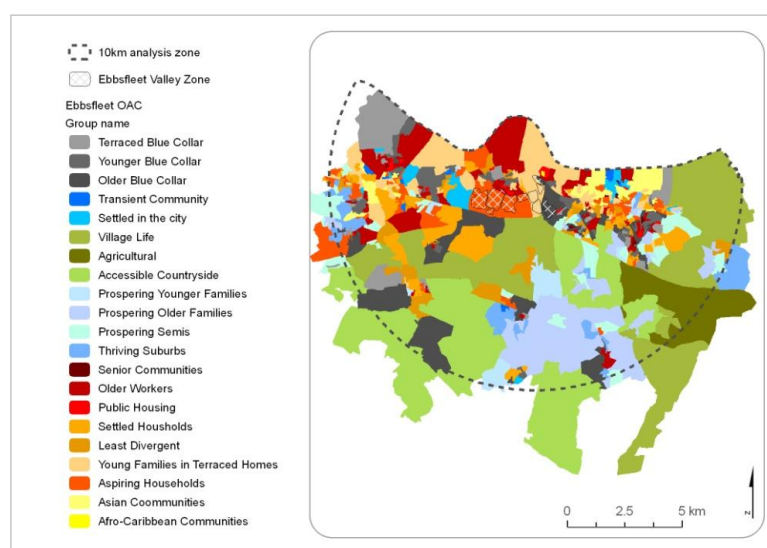 10km analysis zone
Ebbsfleet Valley Zone
Ebbsfleet OAC
Group name
Terraced Blue Collar
Younger Blue Collar
Older Blue Collar
Transient Community
Settled in the city
Village Life
Agricultural
Accessible Countryside
Prospering Younger Families
Prospering Older Families
Prospering Semis
Thriving Suburbs
Senior Communities
Older Workers
Public Housing
Settled Housholds
Least Divergent
Young Families in Terraced Homes
Aspiring Households
Asian Coommunities
Afro-Caribbean Communities
0 2.5 5 km
N